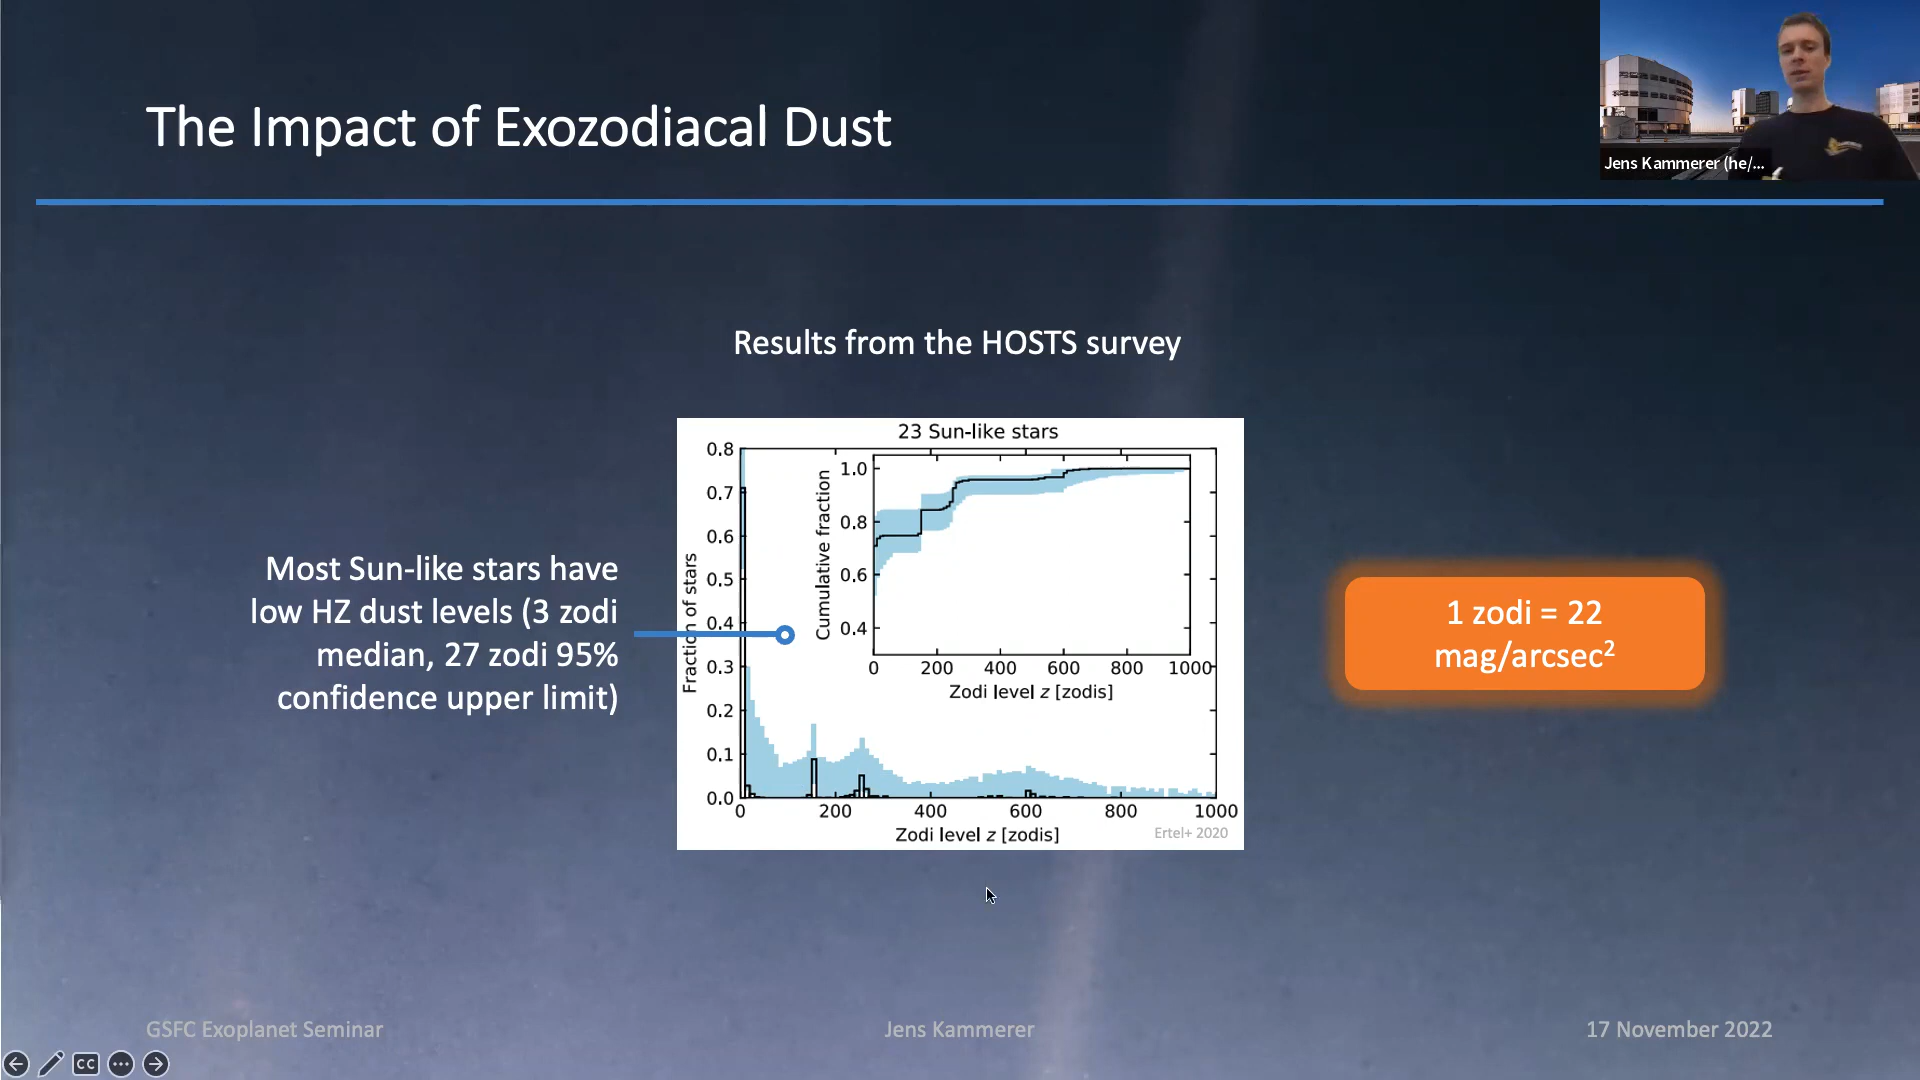 The Impact of Exozodiacal Dust
Jens Kammerer (he/...
Results from the HOSTS survey
Most Sun-like stars have
low HZ dust levels (3 zodi
median, 27 zodi 95%
confidence upper limit)
23 Sun-like stars
Fraction of stars
0.8
0.7
0.6
0.5
0.4
0.3
0.2
0.1
0.0
0 200 400 600 800 1000
Zodi level z [zodis]
Cumulative fraction
1.0
0.8
0.6
0.4
0 200 400 600 800 1000
Zodi level z [zodis]
Ertel+ 2020
1 zodi = 22
mag/arcsec²
GSFC Exoplanet Seminar
Jens Kammerer
17 November 2022
CC